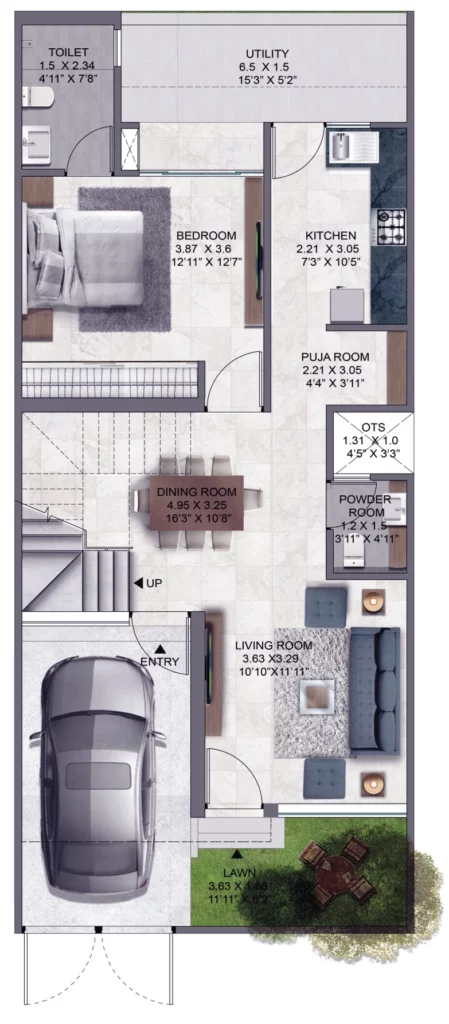 TOILET
1.5 X 2.34
4'11" X 7'8"
UTILITY
6.5 X 1.5
15'3" X 5'2"
BEDROOM
3.87 X 3.6
12'11" X 12'7"
KITCHEN
2.21 X 3.05
7'3" X 10'5"
PUJA ROOM
2.21 X 3.05
4'4" X 3'11"
OTS
1.31 X 1.0
4'5" X 3'3"
DINING ROOM
4.95 X 3.25
16'3" X 10'8"
POWDER
ROOM
1.2 X 1.5
3'11" X 4'11"
UP
ENTRY
LIVING ROOM
3.63 X3.29
10'10"X11'11"
LAWN
3.63 X
11'11" X 6'2"